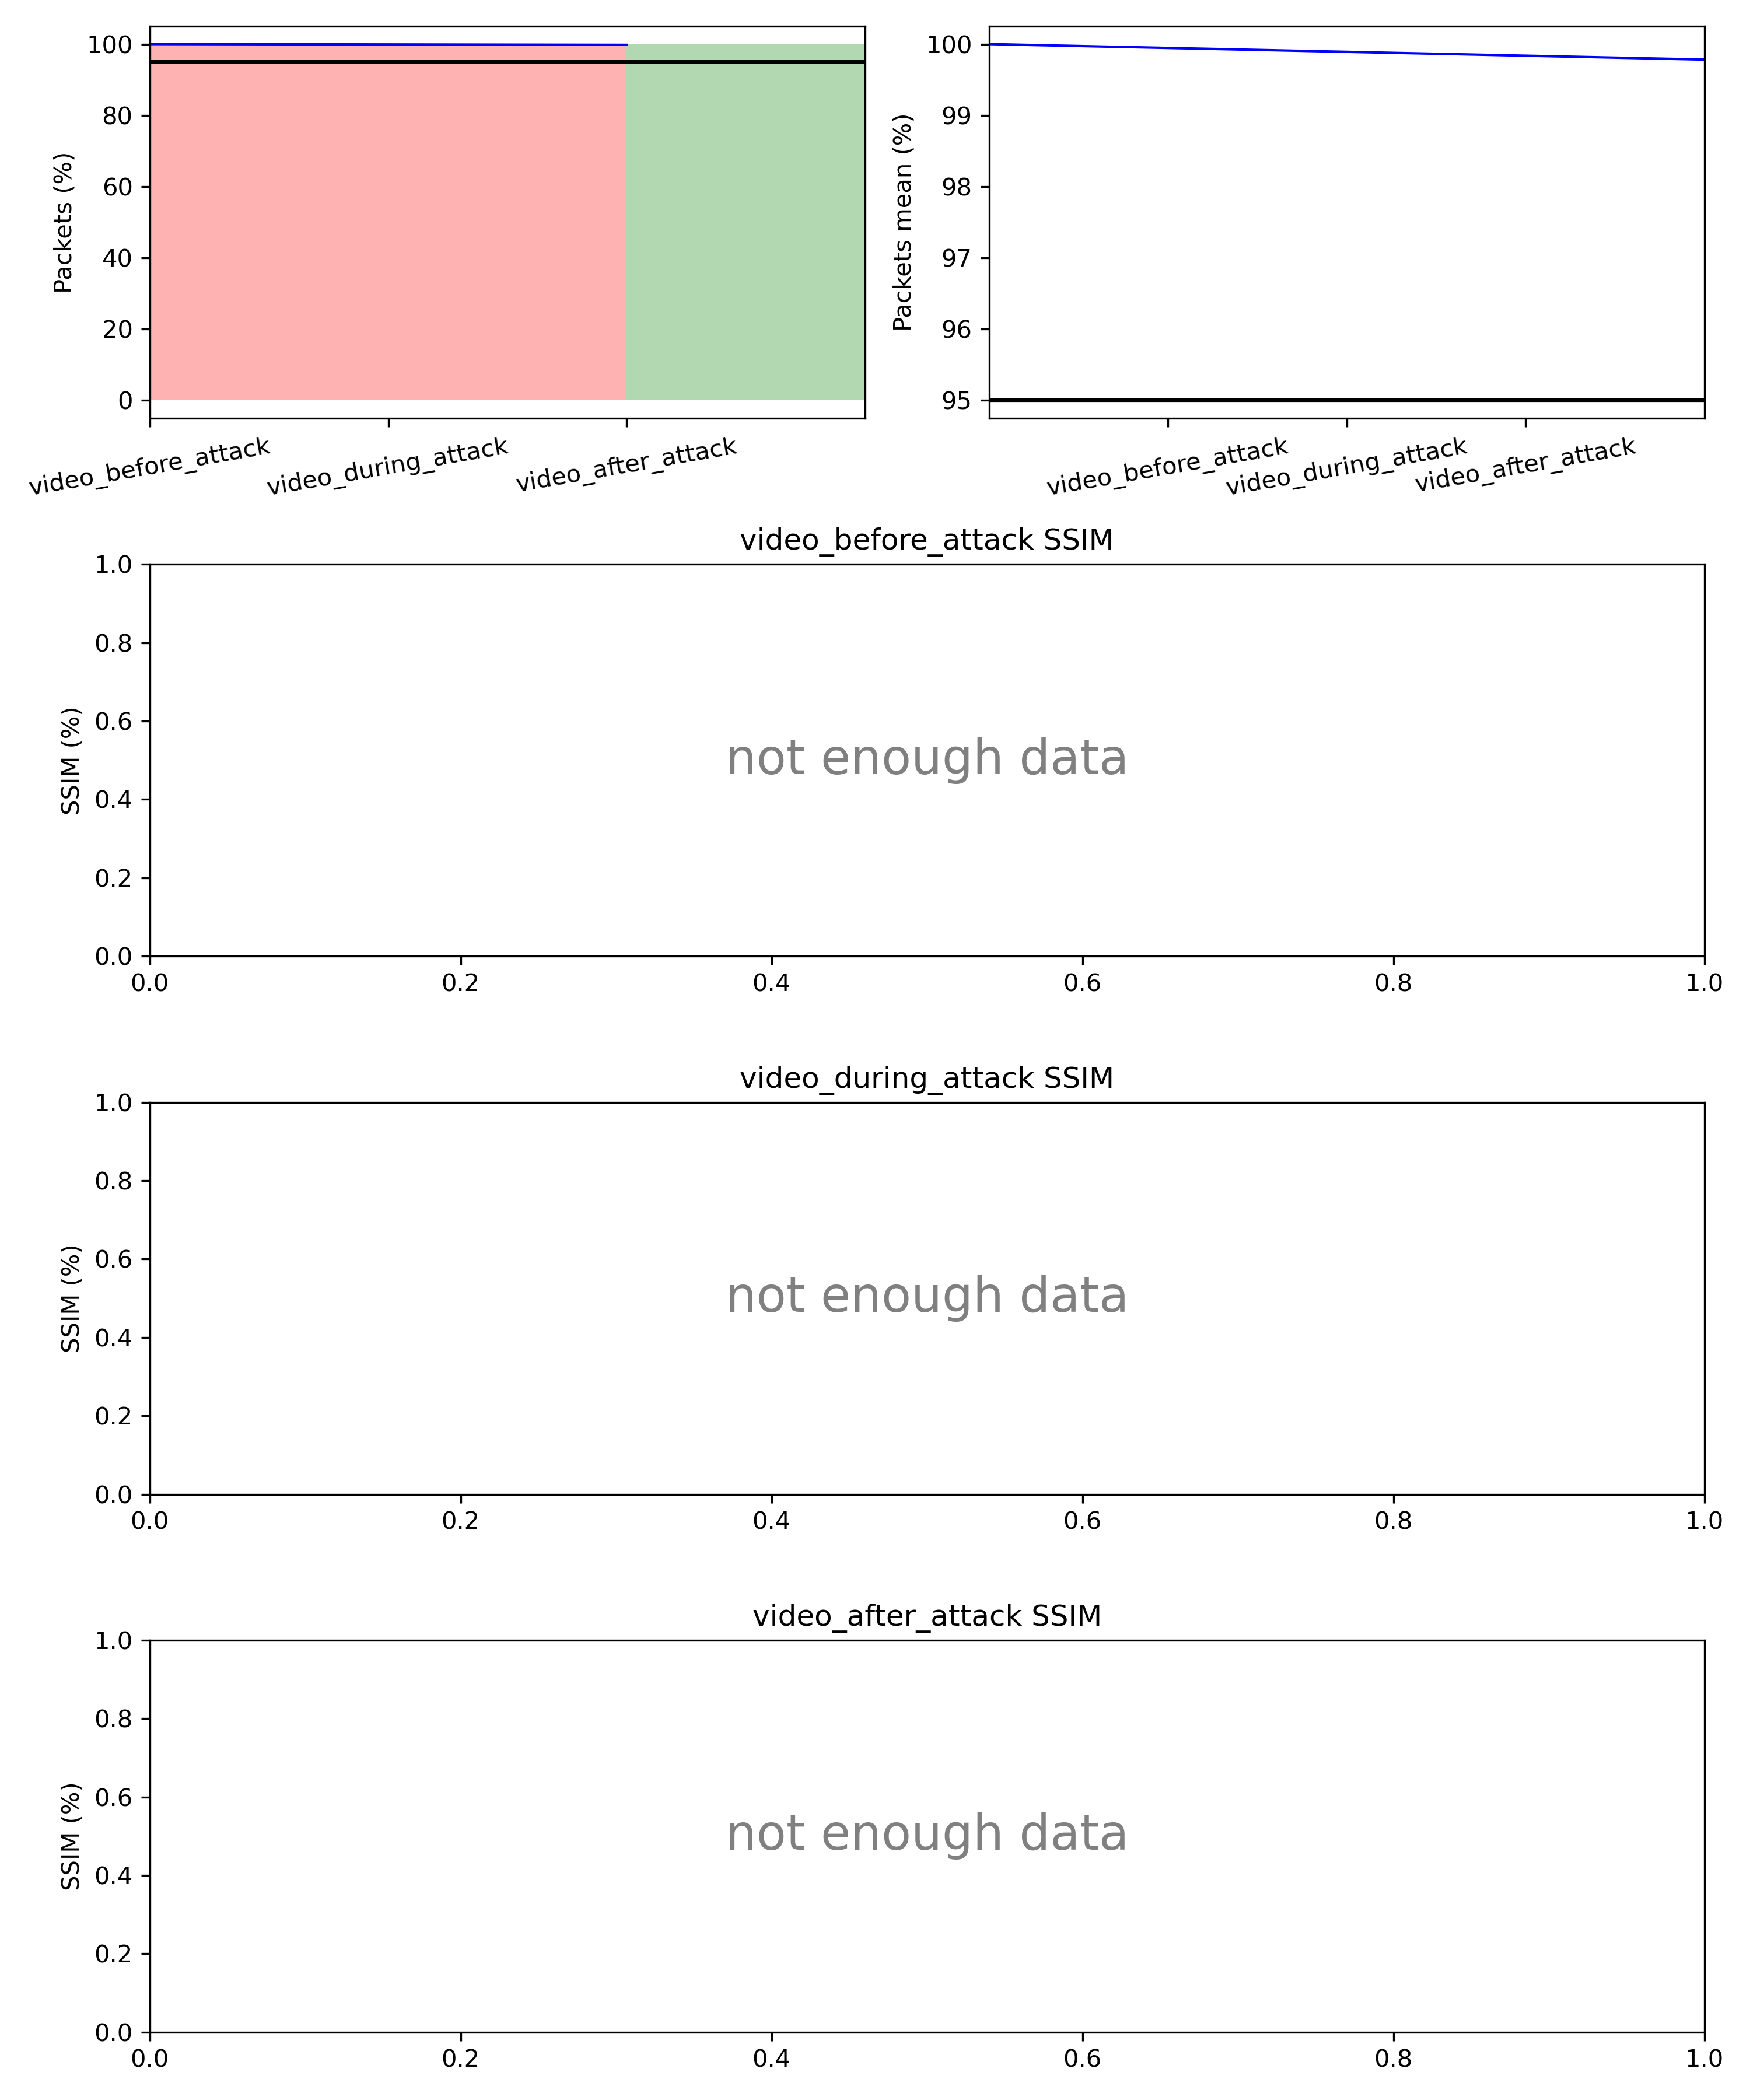 Packets (%)
100
80
60
40
20
0
video_before_attack
video_during_attack
video_after_attack
Packets mean (%)
100
99
98
97
96
95
video_before_attack
video_during_attack
video_after_attack
video_before_attack SSIM
SSIM (%)
1.0
0.8
0.6
0.4
0.2
0.0
not enough data
0.0 0.2 0.4 0.6 0.8 1.0
video_during_attack SSIM
SSIM (%)
1.0
0.8
0.6
0.4
0.2
0.0
not enough data
0.0 0.2 0.4 0.6 0.8 1.0
video_after_attack SSIM
SSIM (%)
1.0
0.8
0.6
0.4
0.2
0.0
not enough data
0.0 0.2 0.4 0.6 0.8 1.0